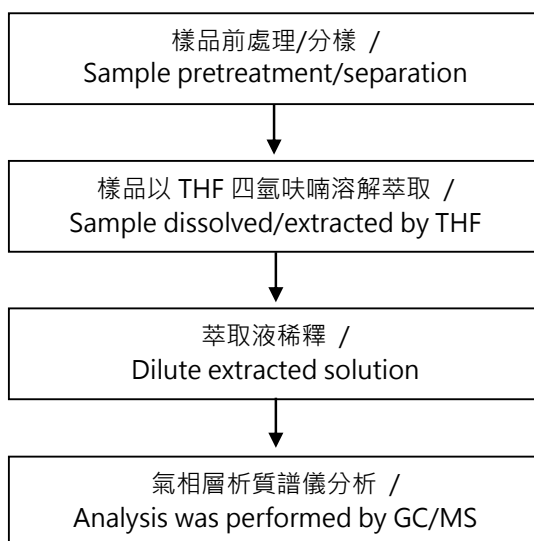 樣品前處理/分樣 /
Sample pretreatment/separation
樣品以 THF 四氫呋喃溶解萃取 /
Sample dissolved/extracted by THF
萃取液稀釋 /
Dilute extracted solution
氣相層析質譜儀分析 /
Analysis was performed by GC/MS